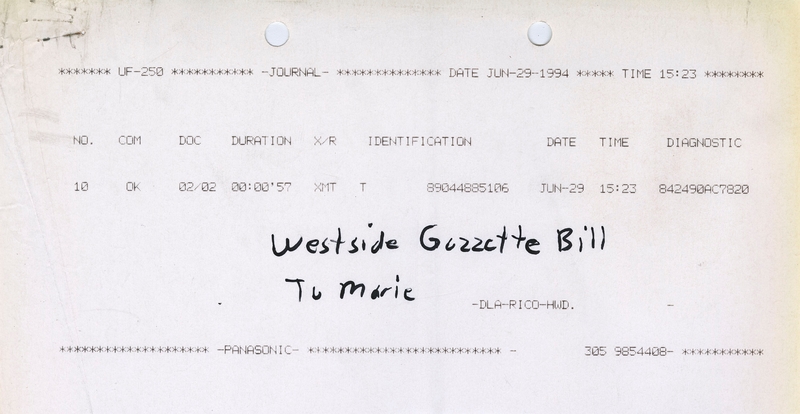 ******* UF-250 *********** -JOURNAL- ************** DATE JUN-29-1994 ***** TIME 15:23 ********
NO. COM DOC DURATION X/R IDENTIFICATION DATE TIME DIAGNOSTIC
10 OK 02/02 00:00'57 XMT T 89044885106 JUN-29 15:23 842490AC7820
Westside Gazzette Bill
To Marie
-DLA-RICO-HWD. -
******************** -PANASONIC- ************************** - 305 9854408- ***********